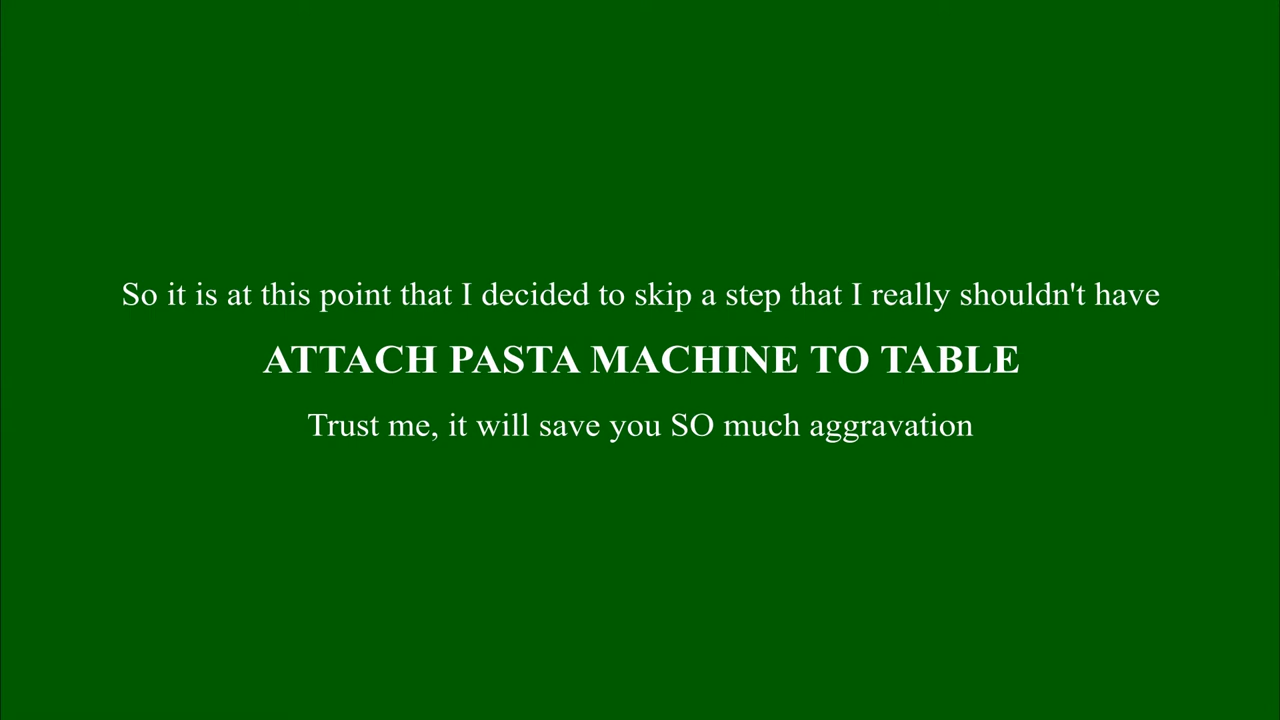 So it is at this point that I decided to skip a step that I really shouldn't have
ATTACH PASTA MACHINE TO TABLE
Trust me, it will save you SO much aggravation